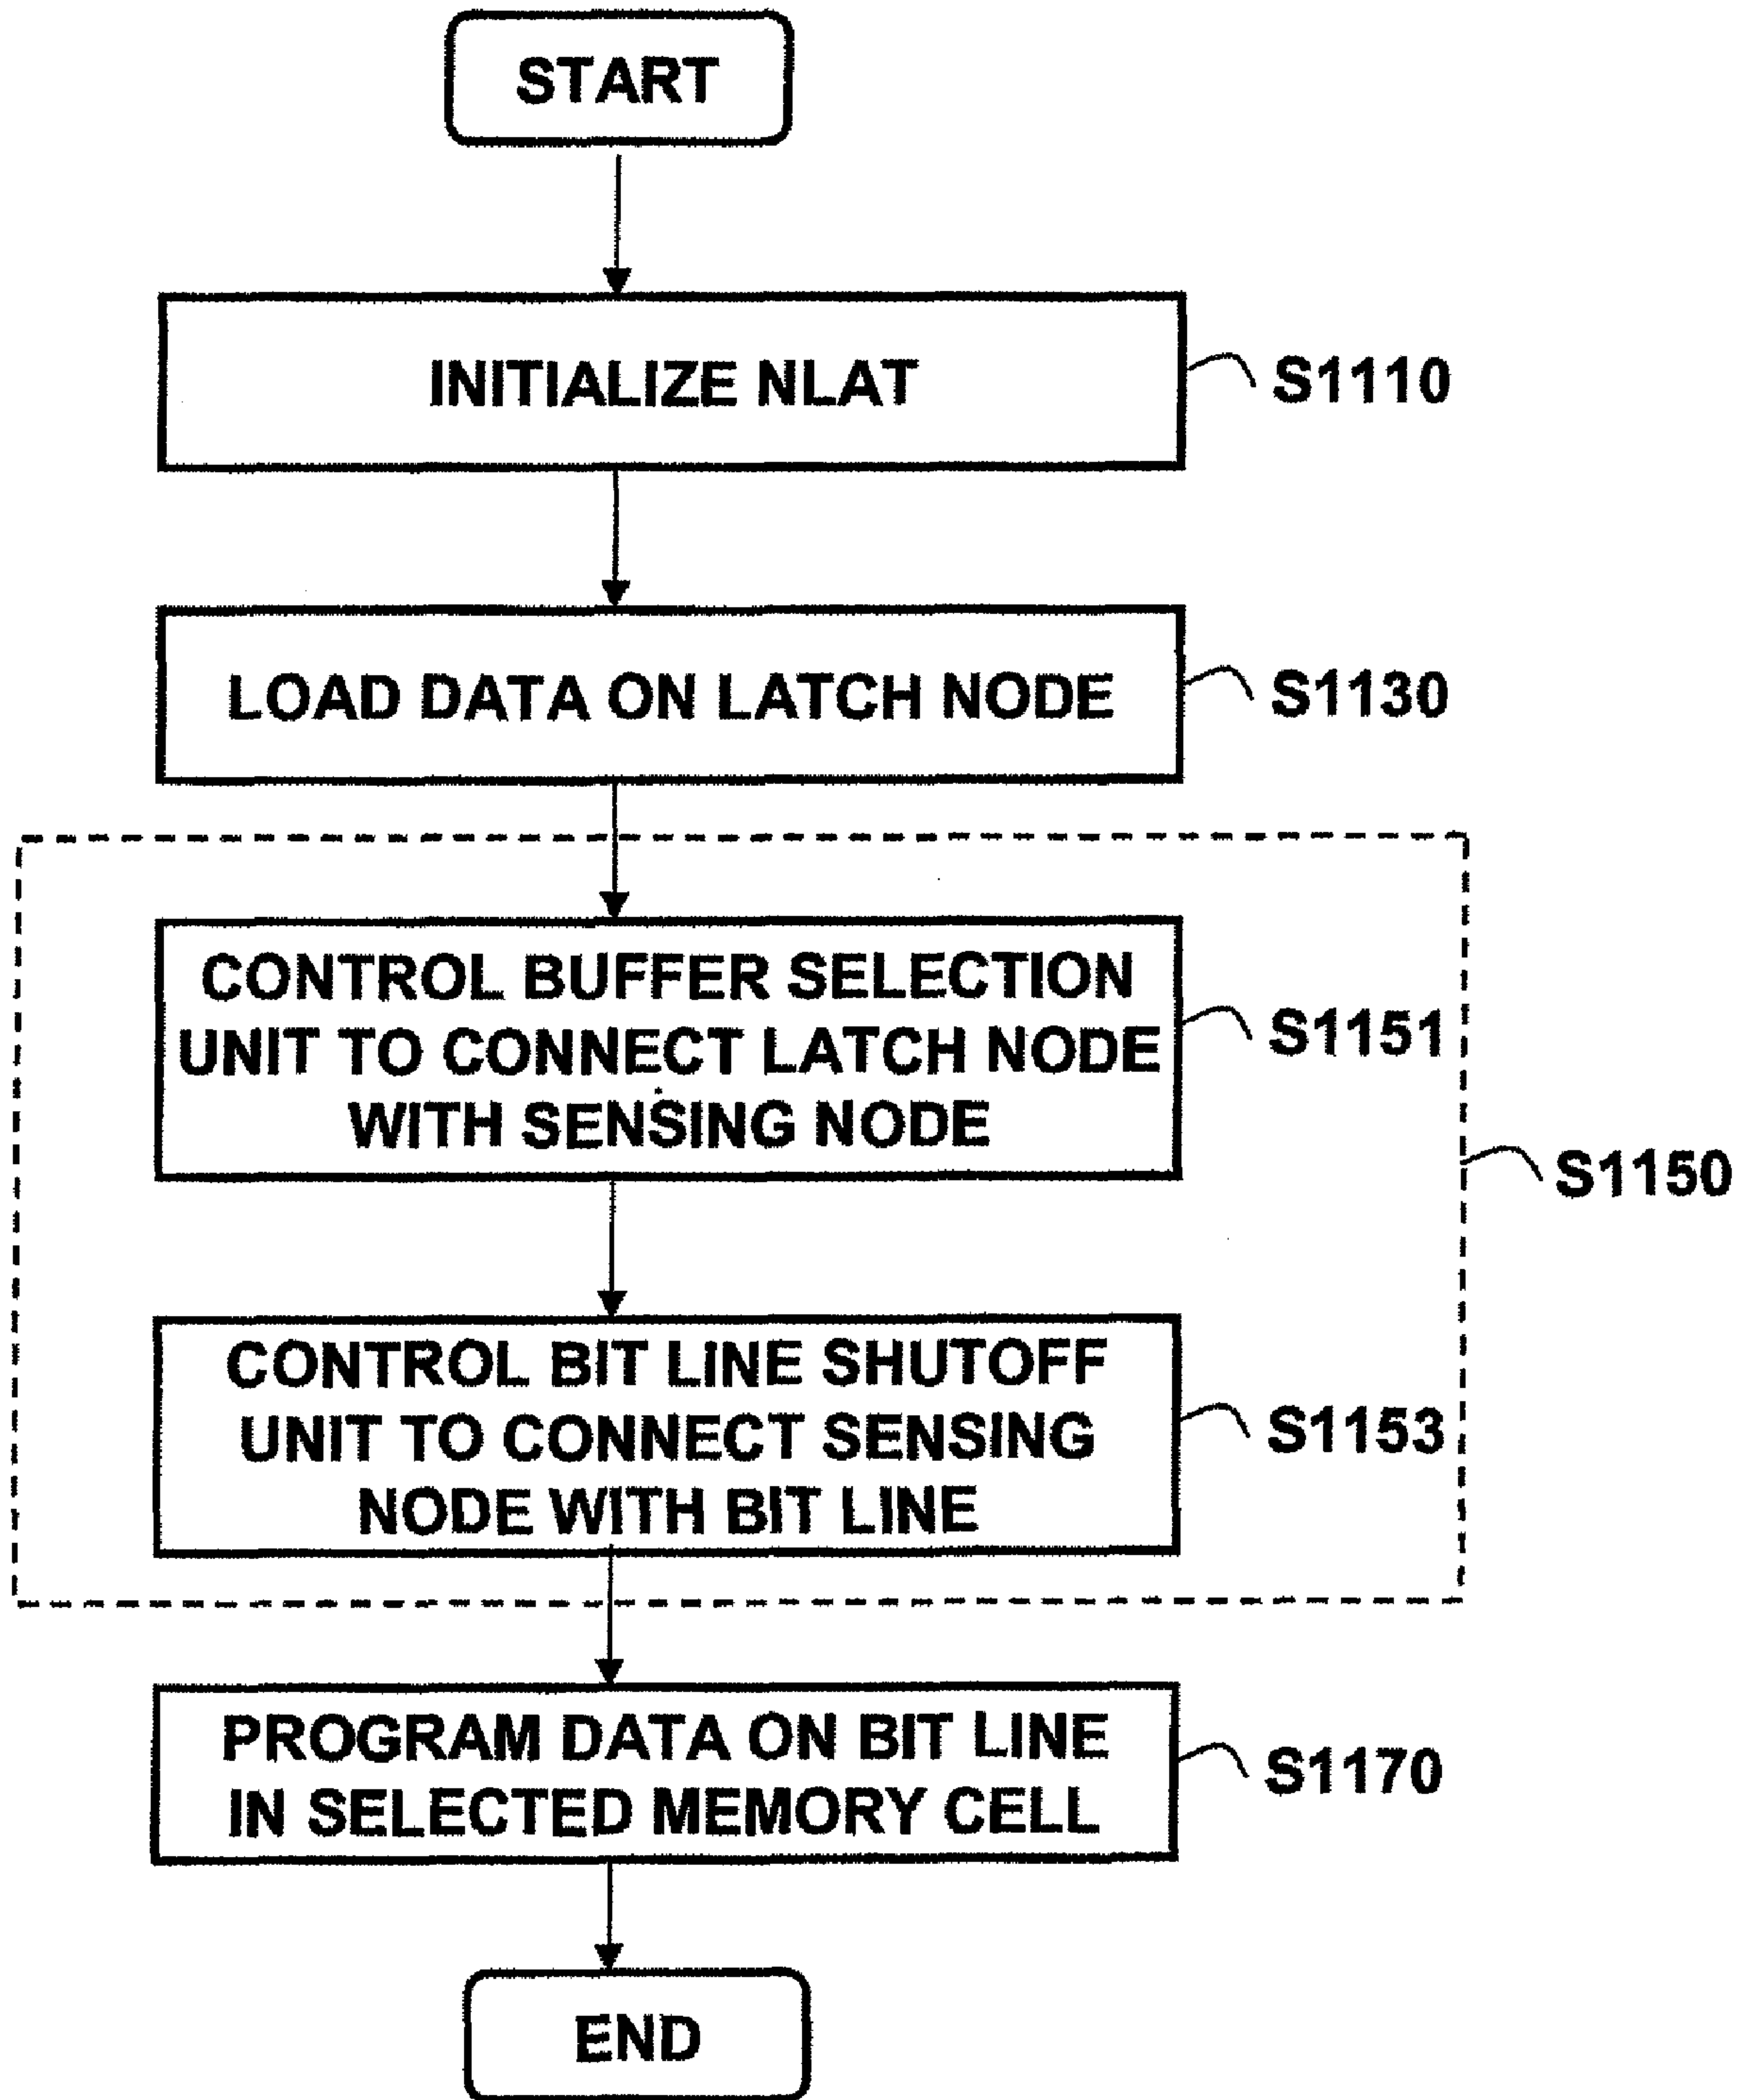 START
INITIALIZE NLAT
S1110
LOAD DATA ON LATCH NODE
S1130
CONTROL BUFFER SELECTION
UNIT TO CONNECT LATCH NODE
WITH SENSING NODE
S1151
S1150
CONTROL BIT LINE SHUTOFF
UNIT TO CONNECT SENSING
NODE WITH BIT LINE
S1153
PROGRAM DATA ON BIT LINE
IN SELECTED MEMORY CELL
S1170
END